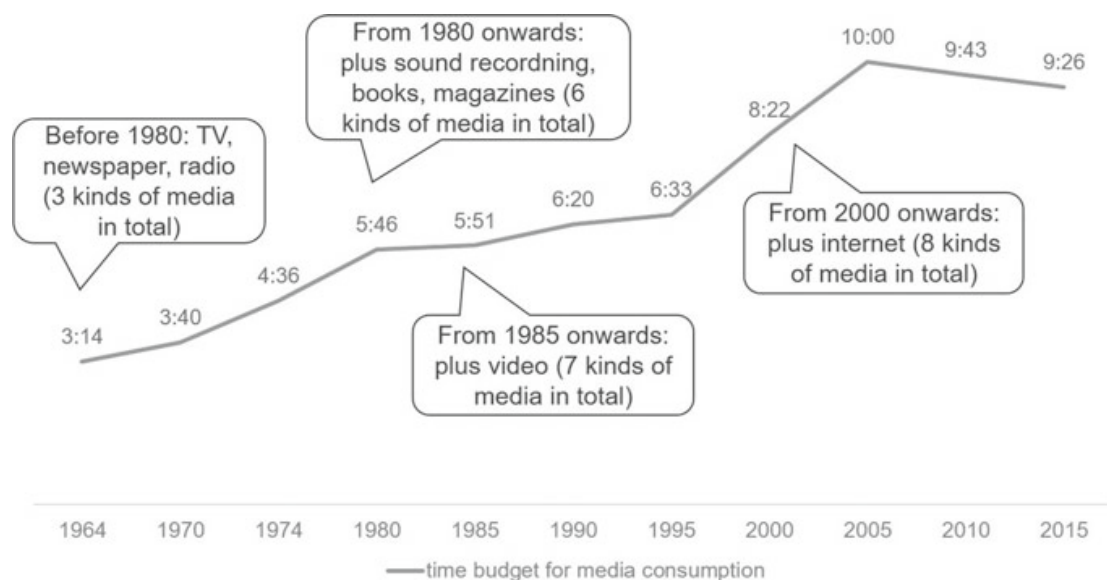 From 1980 onwards:
plus sound recordning,
books, magazines (6
kinds of media in total)
Before 1980: TV,
newspaper, radio
(3 kinds of media
in total)
10:00
9:43
9:26
8:22
6:33
6:20
5:51
5:46
4:36
3:40
3:14
From 2000 onwards:
plus internet (8 kinds
of media in total)
From 1985 onwards:
plus video (7 kinds of
media in total)
1964 1970 1974 1980 1985 1990 1995 2000 2005 2010 2015
time budget for media consumption